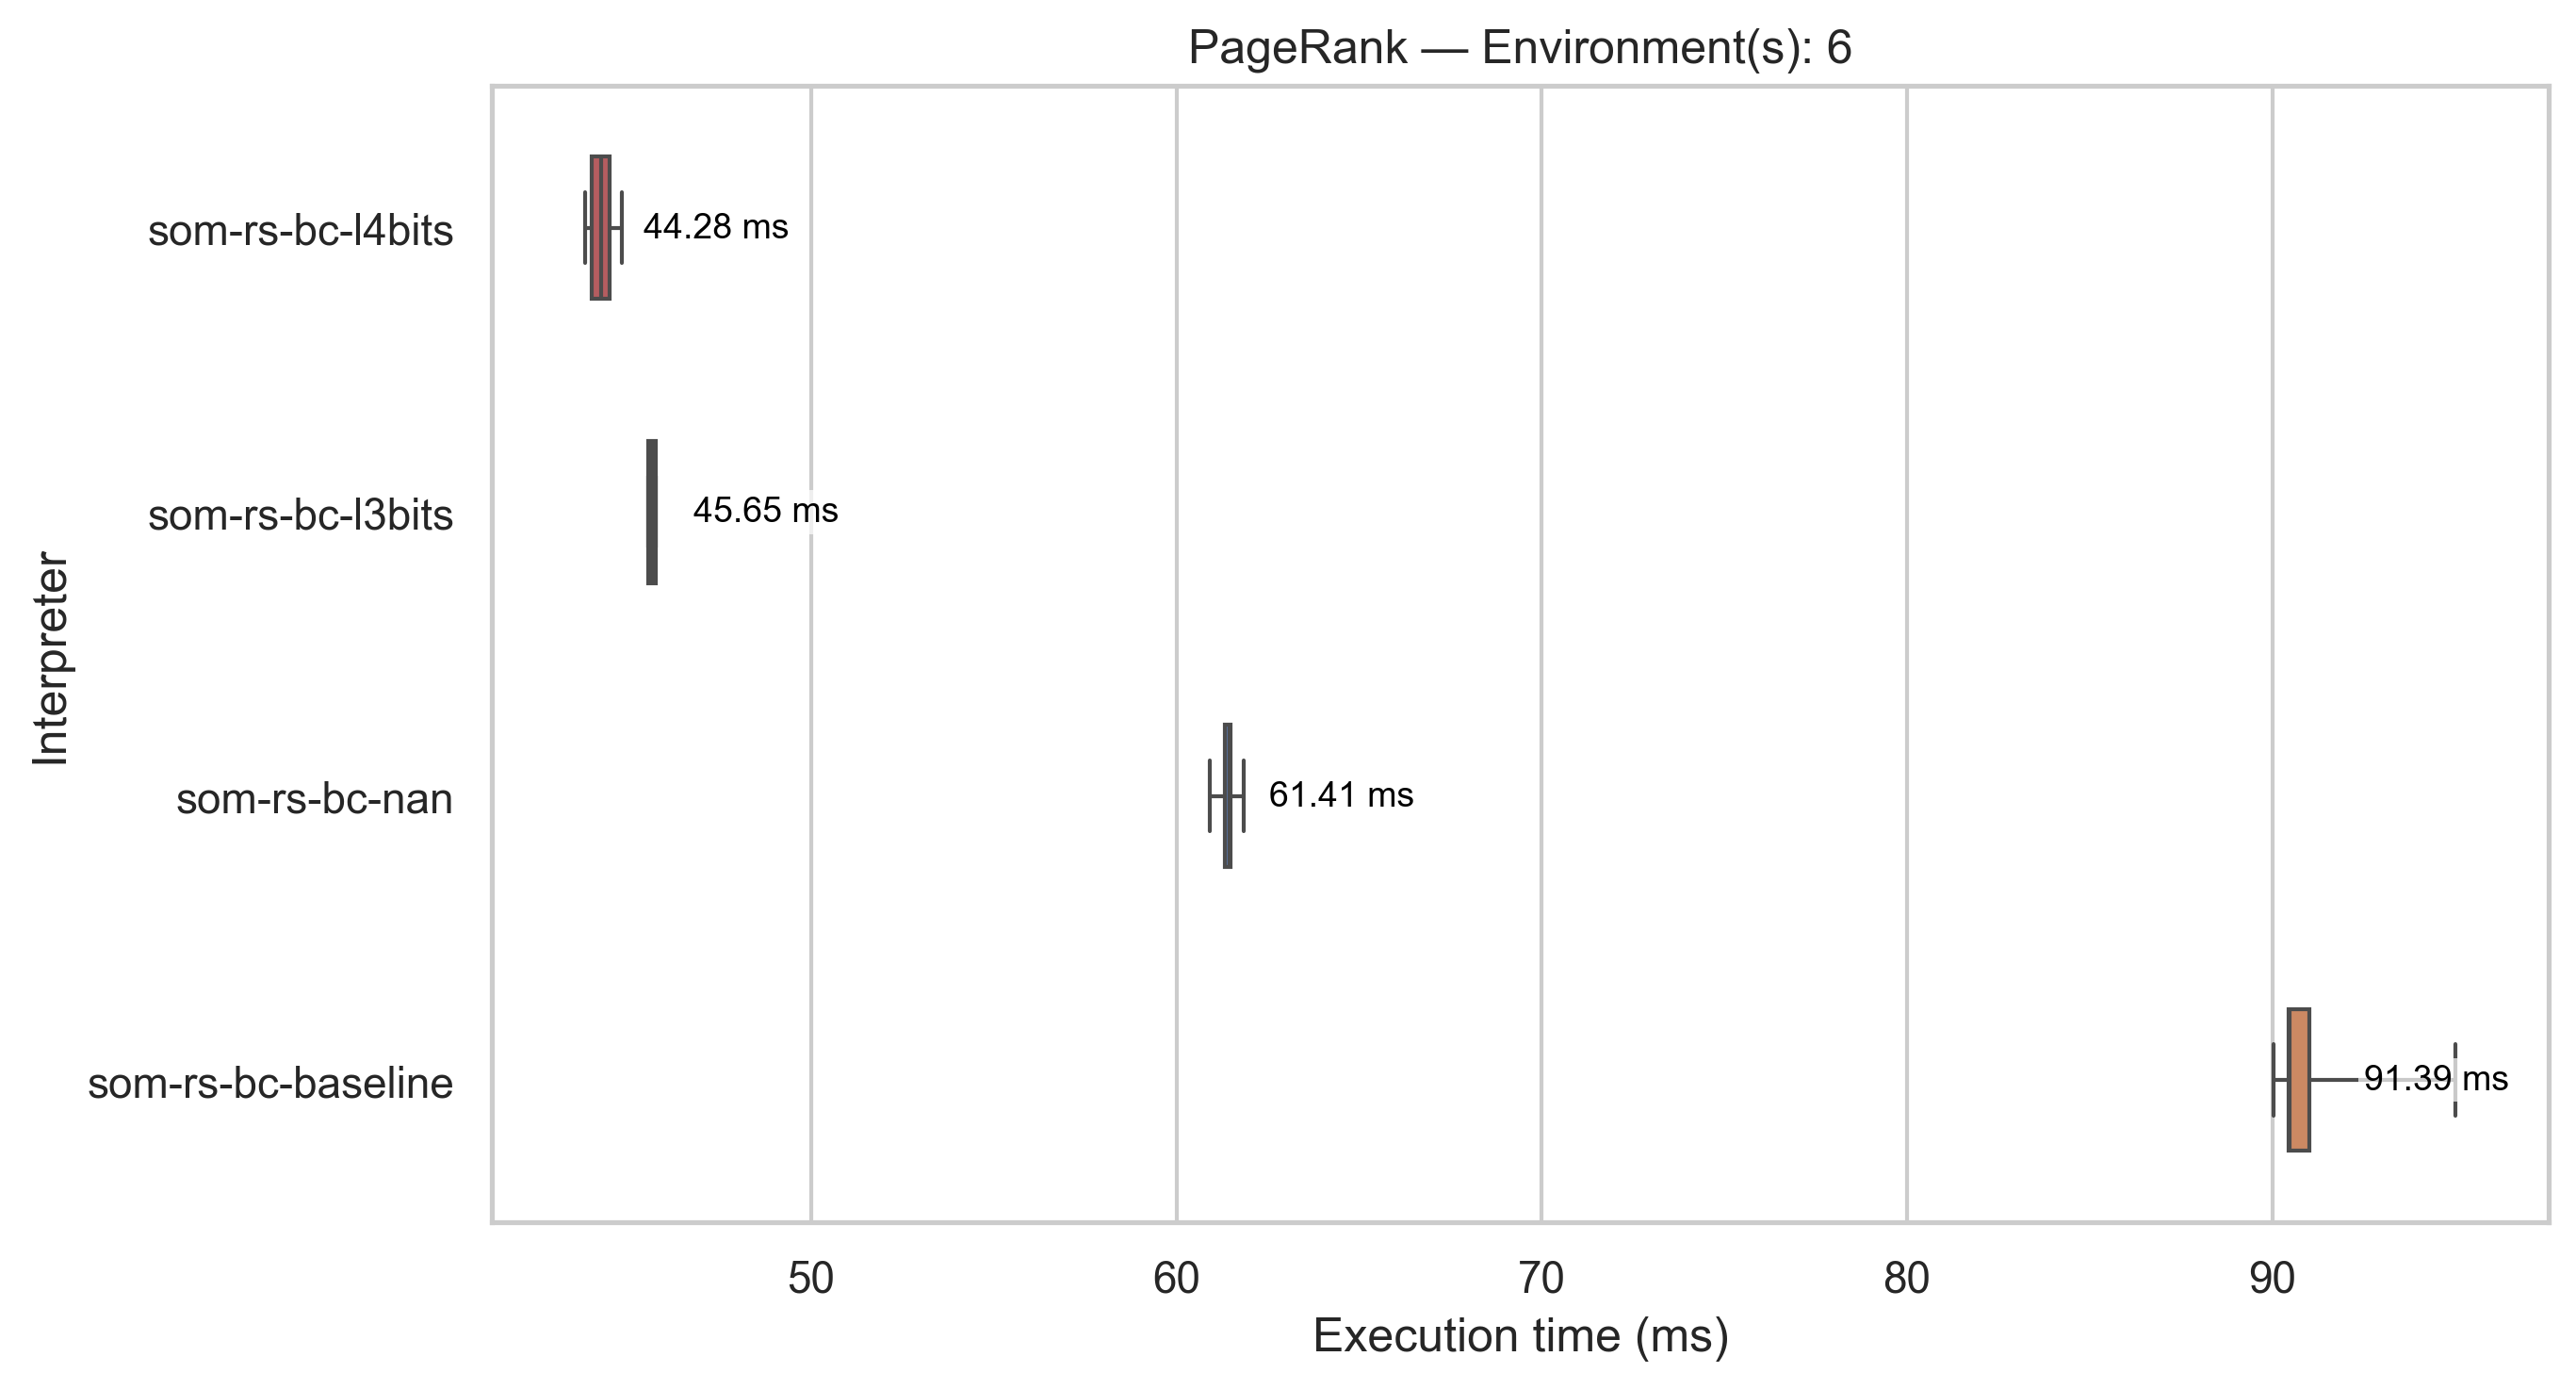 PageRank — Environment(s): 6
som-rs-bc-l4bits
44.28 ms
som-rs-bc-l3bits
45.65 ms
som-rs-bc-nan
61.41 ms
som-rs-bc-baseline
91.39 ms
Interpreter
50 60 70 80 90
Execution time (ms)